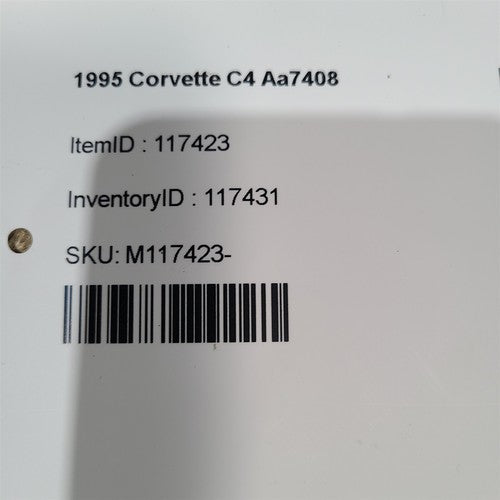 1995 Corvette C4 Aa7408
ItemID : 117423
InventoryID : 117431
SKU: M117423-